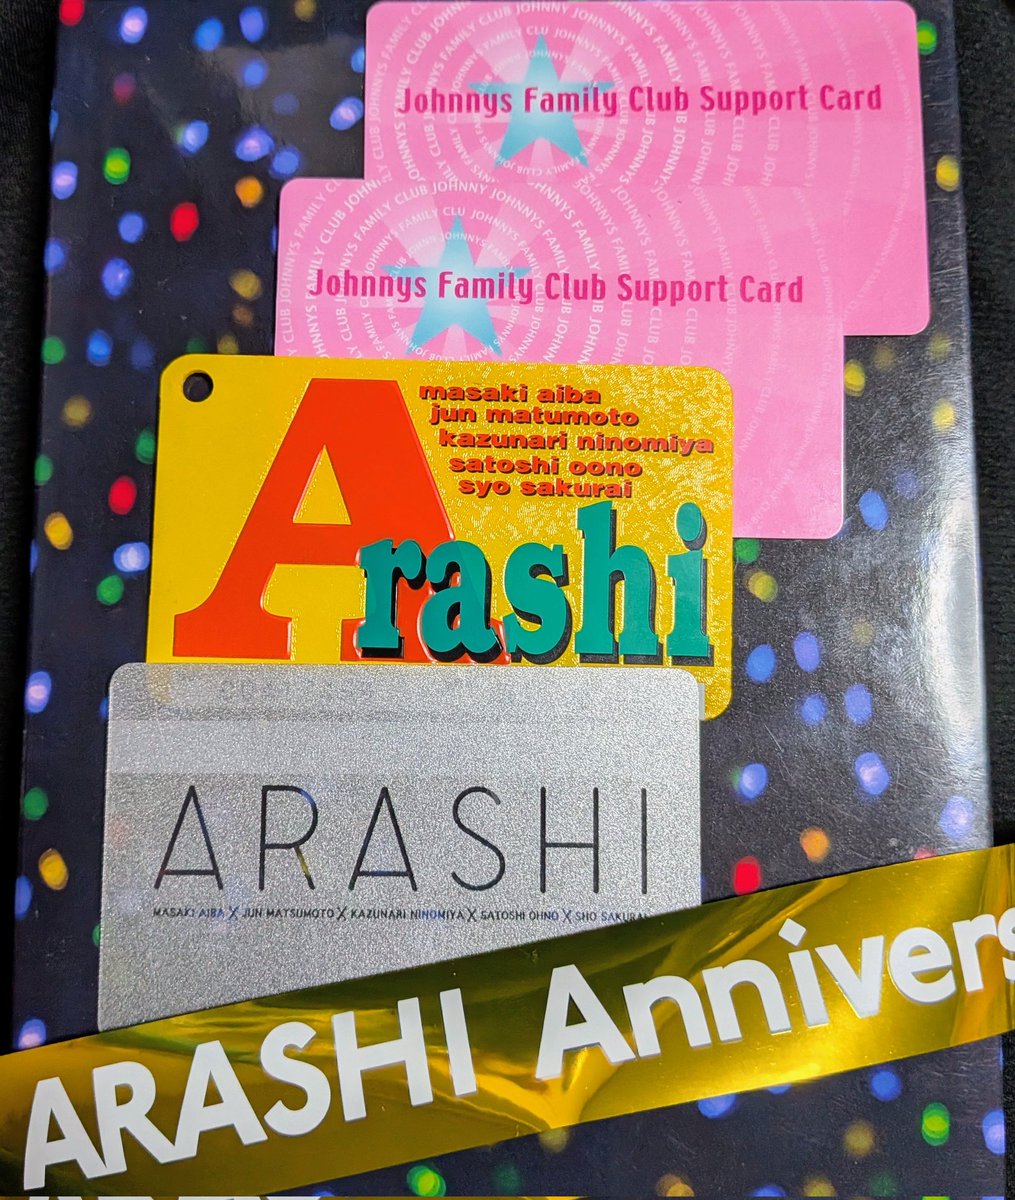 Johnnys Family Club Support Card
Johnnys Family Club Support Card
masaki aiba
jun matumoto
kazunari ninomiya
satoshi oono
syo sakurai
Arashi
ARASHI
MASAKI AIBA X JUN MATSUMOTO X KAZUNARI NINOMIYA X SATOSHI OHNO X SHO SAKURAI
ARASHI Annivers